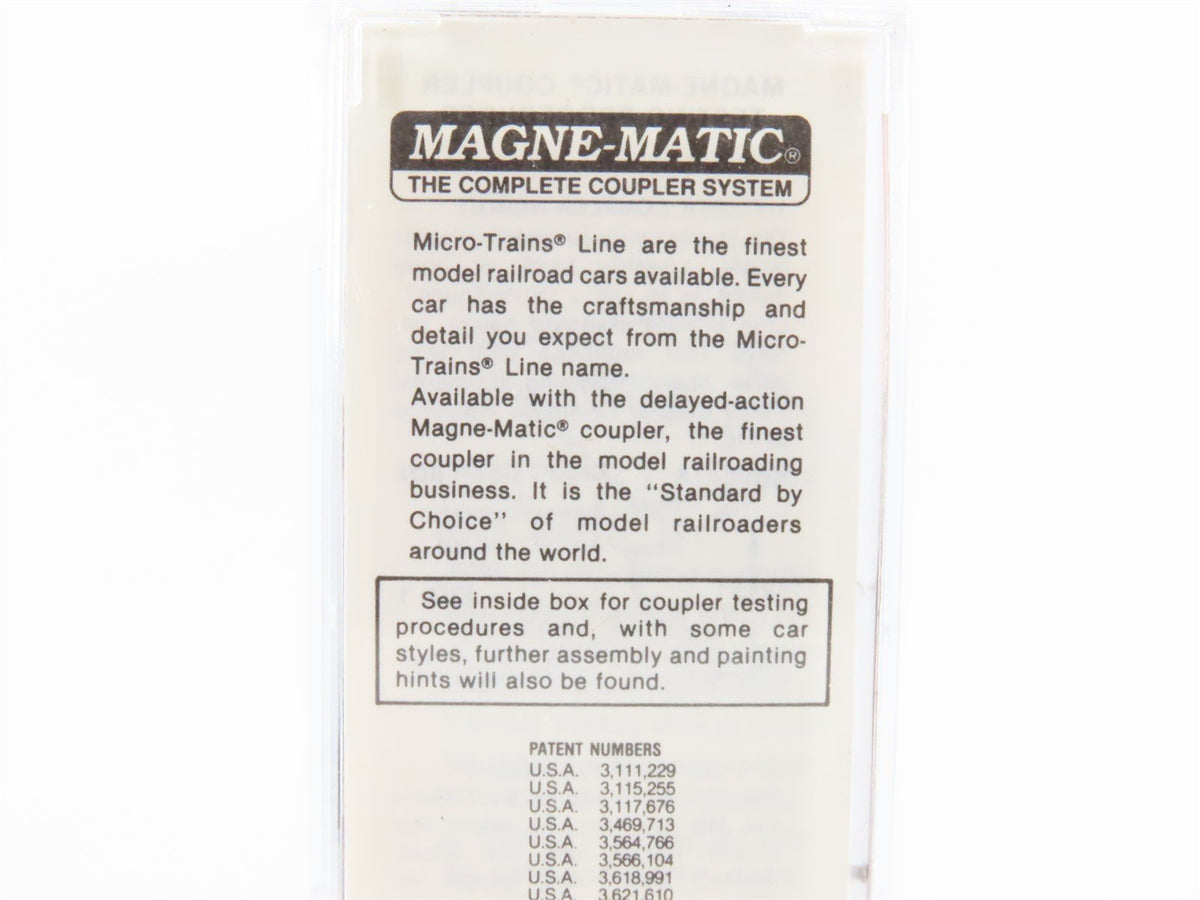 MAGNE-MATIC®
THE COMPLETE COUPLER SYSTEM
Micro-Trains® Line are the finest
model railroad cars available. Every
car has the craftsmanship and
detail you expect from the Micro-
Trains® Line name.
Available with the delayed-action
Magne-Matic® coupler, the finest
coupler in the model railroading
business. It is the “Standard by
Choice” of model railroaders
around the world.
See inside box for coupler testing
procedures and, with some car
styles, further assembly and painting
hints will also be found.
PATENT NUMBERS
U.S.A. 3,111,229
U.S.A. 3,115,255
U.S.A. 3,117,676
U.S.A. 3,469,713
U.S.A. 3,564,766
U.S.A. 3,566,104
U.S.A. 3,618,991
U.S.A. 3,621,610